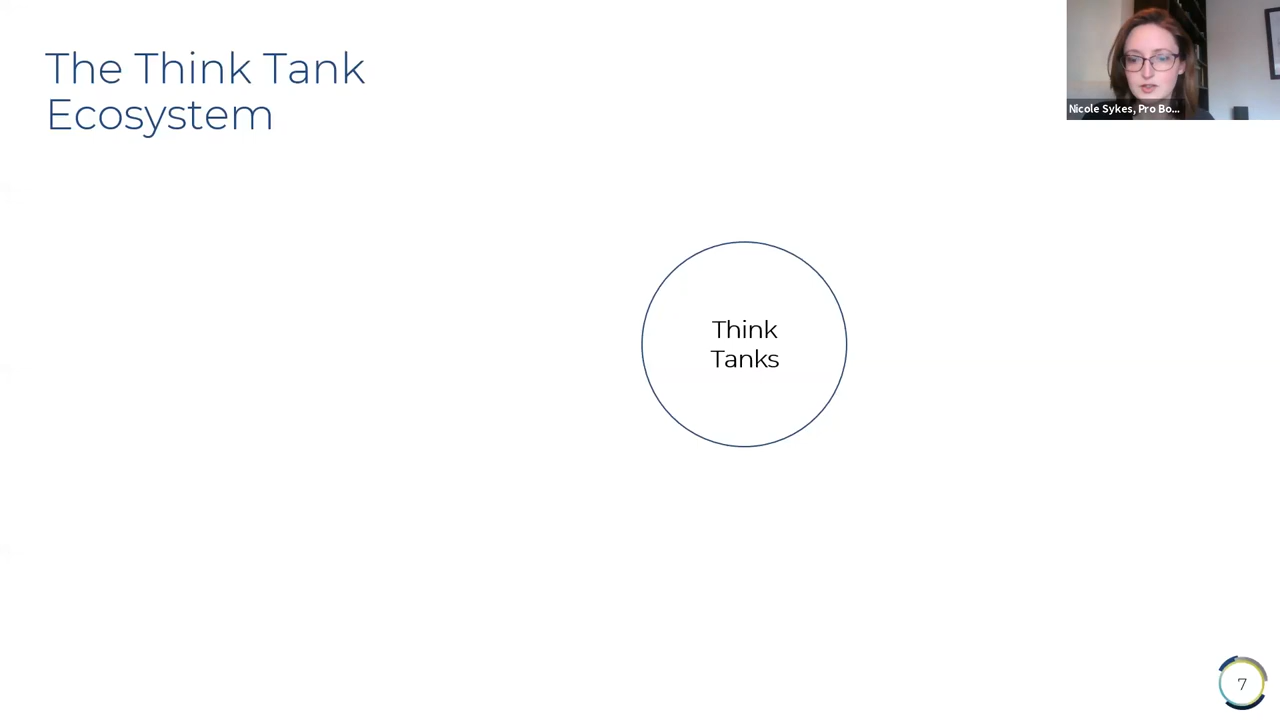 The Think Tank
Ecosystem
Nicole Sykes, Pro Bo...
Think
Tanks
7